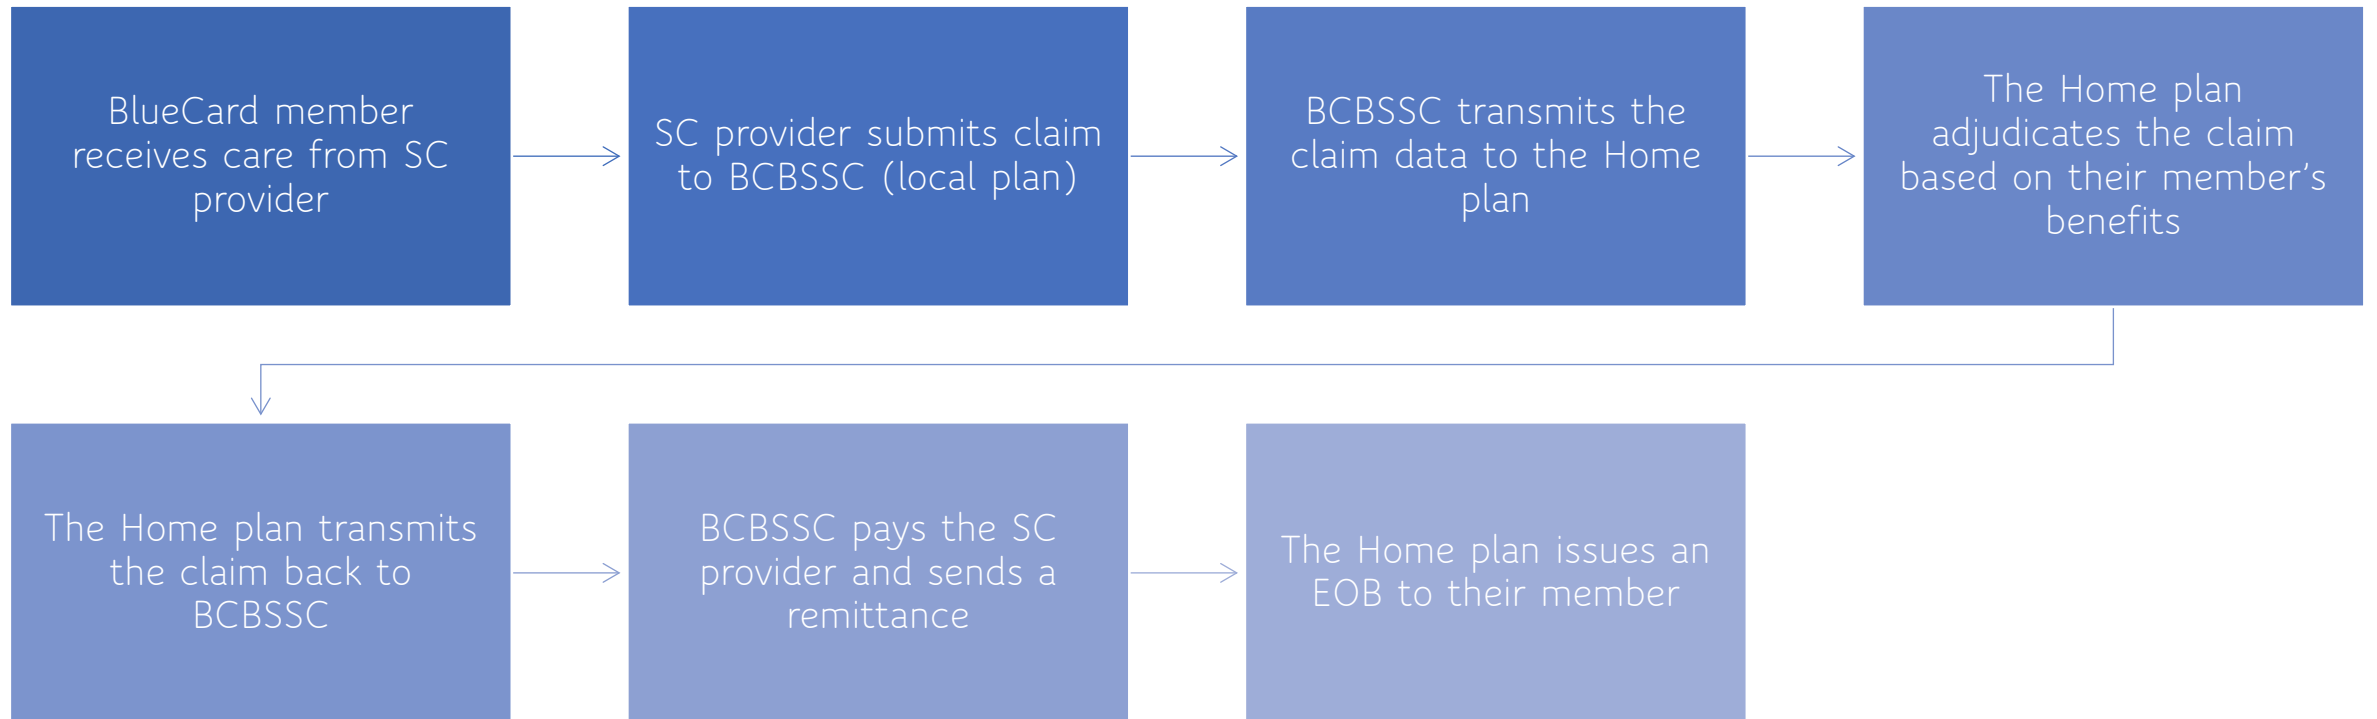 BlueCard member
receives care from SC
provider
SC provider submits claim
to BCBSSC (local plan)
BCBSSC transmits the
claim data to the Home
plan
The Home plan
adjudicates the claim
based on their member’s
benefits
The Home plan transmits
the claim back to
BCBSSC
BCBSSC pays the SC
provider and sends a
remittance
The Home plan issues an
EOB to their member